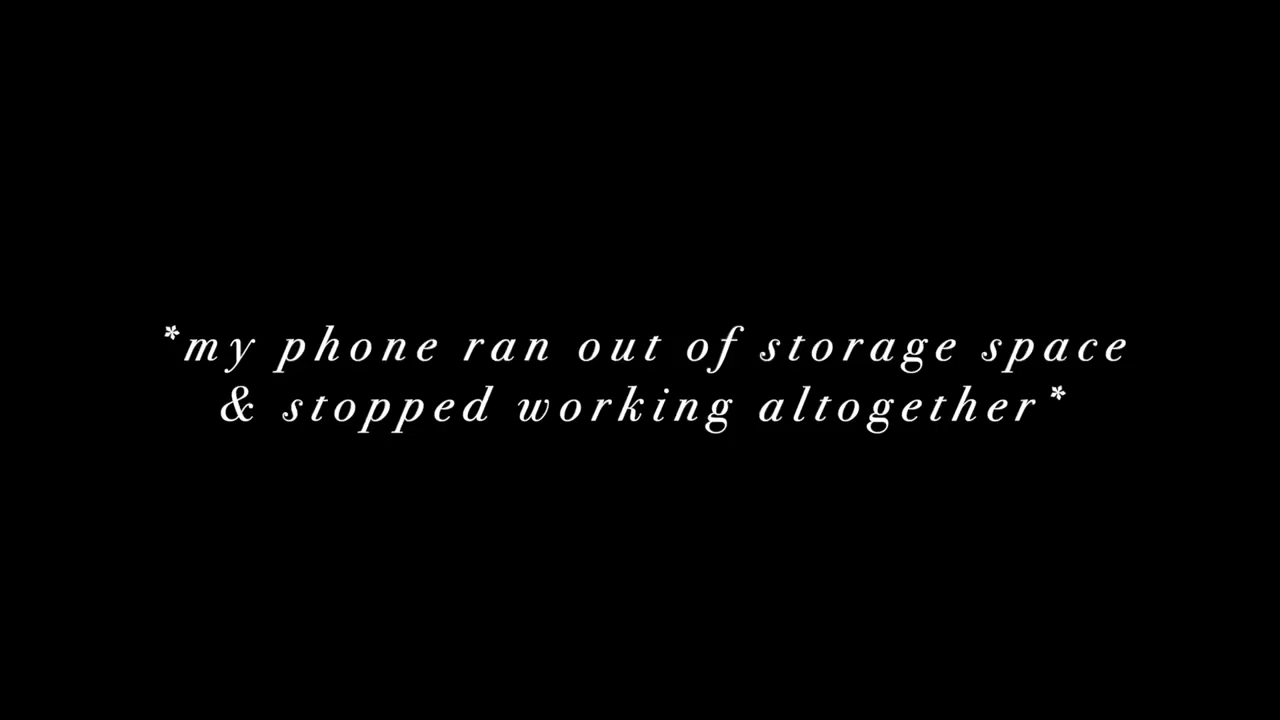 *my phone ran out of storage space
& stopped working altogether*